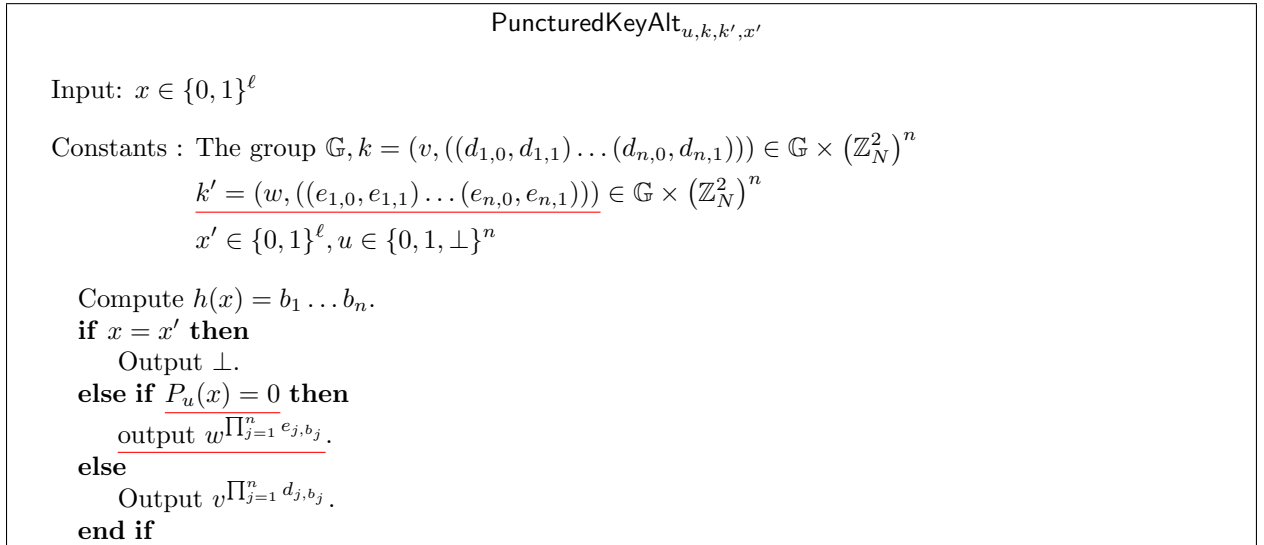 PuncturedKeyAlt_{u,k,k′,x′}
Input: x ∈ {0, 1}^ℓ
Constants : The group 𝔾, k = (v, ((d_{1,0}, d_{1,1}) … (d_{n,0}, d_{n,1}))) ∈ 𝔾 × (ℤ_N^2)^n
k′ = (w, ((e_{1,0}, e_{1,1}) … (e_{n,0}, e_{n,1}))) ∈ 𝔾 × (ℤ_N^2)^n
x′ ∈ {0, 1}^ℓ, u ∈ {0, 1, ⊥}^n
Compute h(x) = b_1 … b_n.
if x = x′ then
Output ⊥.
else if P_u(x) = 0 then
output w^{∏_{j=1}^n e_{j,b_j}}.
else
Output v^{∏_{j=1}^n d_{j,b_j}}.
end if